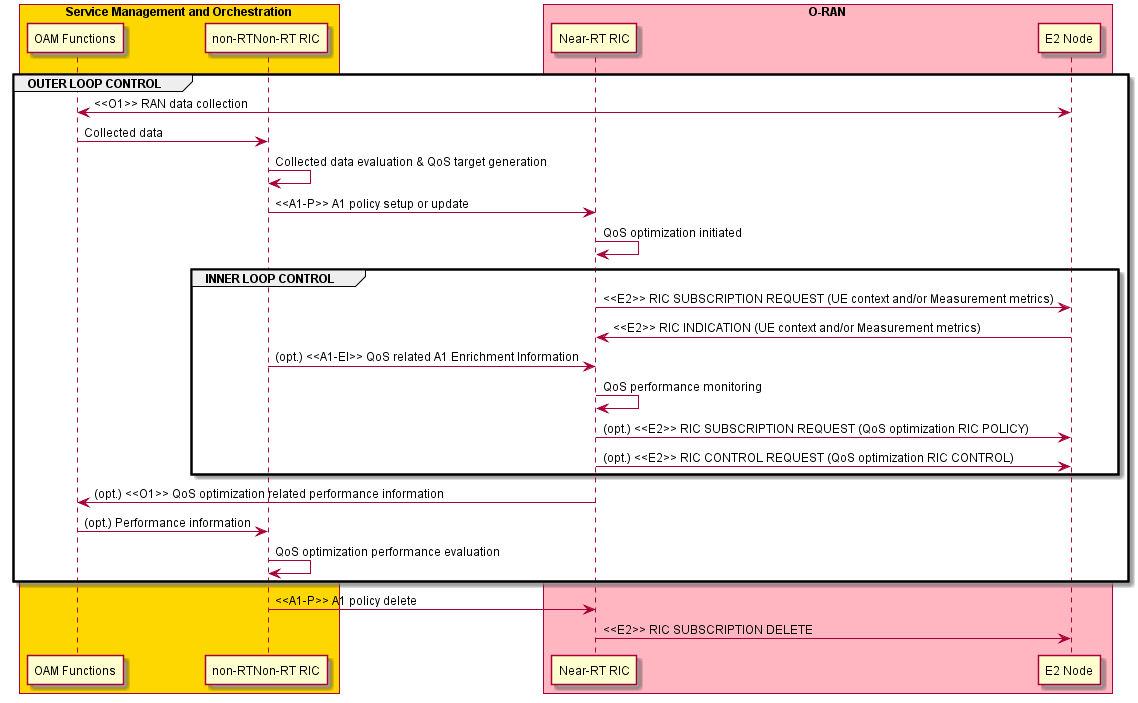 Service Management and Orchestration
O-RAN
OAM Functions
non-RTNon-RT RIC
Near-RT RIC
E2 Node
OUTER LOOP CONTROL
<<O1>> RAN data collection
Collected data
Collected data evaluation & QoS target generation
<<A1-P>> A1 policy setup or update
QoS optimization initiated
INNER LOOP CONTROL
<<E2>> RIC SUBSCRIPTION REQUEST (UE context and/or Measurement metrics)
<<E2>> RIC INDICATION (UE context and/or Measurement metrics)
(opt.) <<A1-EI>> QoS related A1 Enrichment Information
QoS performance monitoring
(opt.) <<E2>> RIC SUBSCRIPTION REQUEST (QoS optimization RIC POLICY)
(opt.) <<E2>> RIC CONTROL REQUEST (QoS optimization RIC CONTROL)
(opt.) <<O1>> QoS optimization related performance information
(opt.) Performance information
QoS optimization performance evaluation
<<A1-P>> A1 policy delete
<<E2>> RIC SUBSCRIPTION DELETE
OAM Functions
non-RTNon-RT RIC
Near-RT RIC
E2 Node